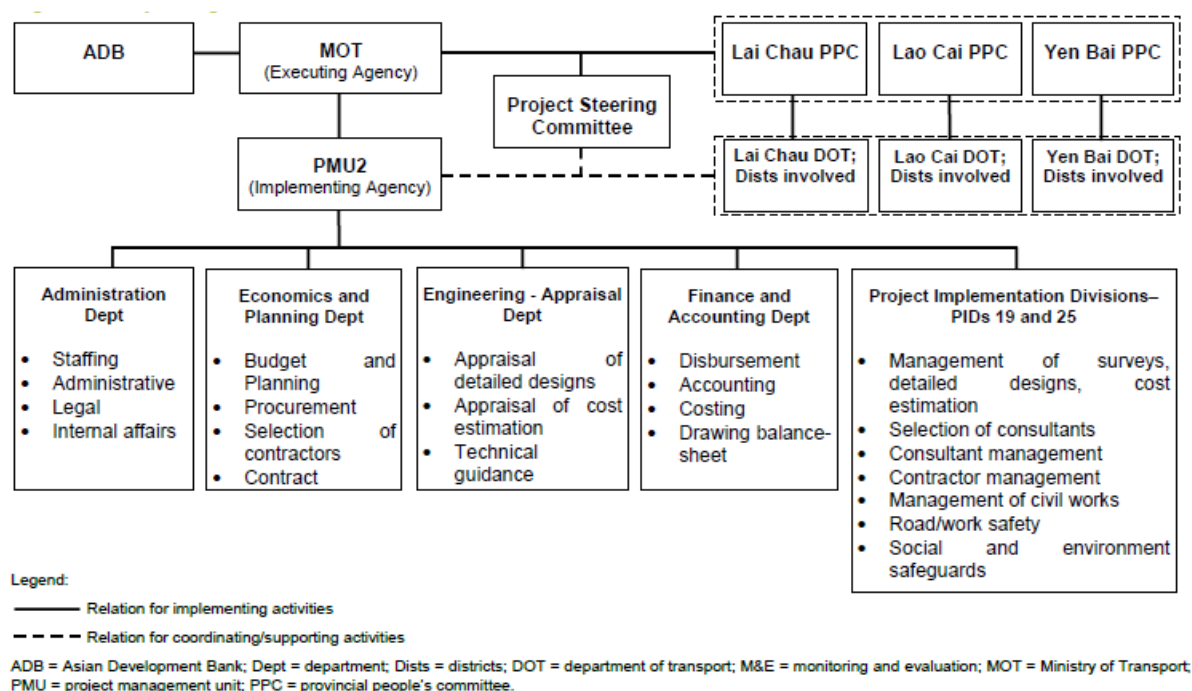 ADB
MOT
(Executing Agency)
Lai Chau PPC
Lao Cai PPC
Yen Bai PPC
Project Steering
Committee
PMU2
(Implementing Agency)
Lai Chau DOT;
Dists involved
Lao Cai DOT;
Dists involved
Yen Bai DOT;
Dists involved
Administration
Dept
• Staffing
• Administrative
• Legal
• Internal affairs
Economics and
Planning Dept
• Budget and
Planning
• Procurement
• Selection of
contractors
• Contract
Engineering - Appraisal
Dept
• Appraisal of
detailed designs
• Appraisal of cost
estimation
• Technical
guidance
Finance and
Accounting Dept
• Disbursement
• Accounting
• Costing
• Drawing balance-
sheet
Project Implementation Divisions–
PIDs 19 and 25
• Management of surveys,
detailed designs, cost
estimation
• Selection of consultants
• Consultant management
• Contractor management
• Management of civil works
• Road/work safety
• Social and environment
safeguards
Legend:
Relation for implementing activities
Relation for coordinating/supporting activities
ADB = Asian Development Bank; Dept = department; Dists = districts; DOT = department of transport; M&E = monitoring and evaluation; MOT = Ministry of Transport;
PMU = project management unit; PPC = provincial people's committee.